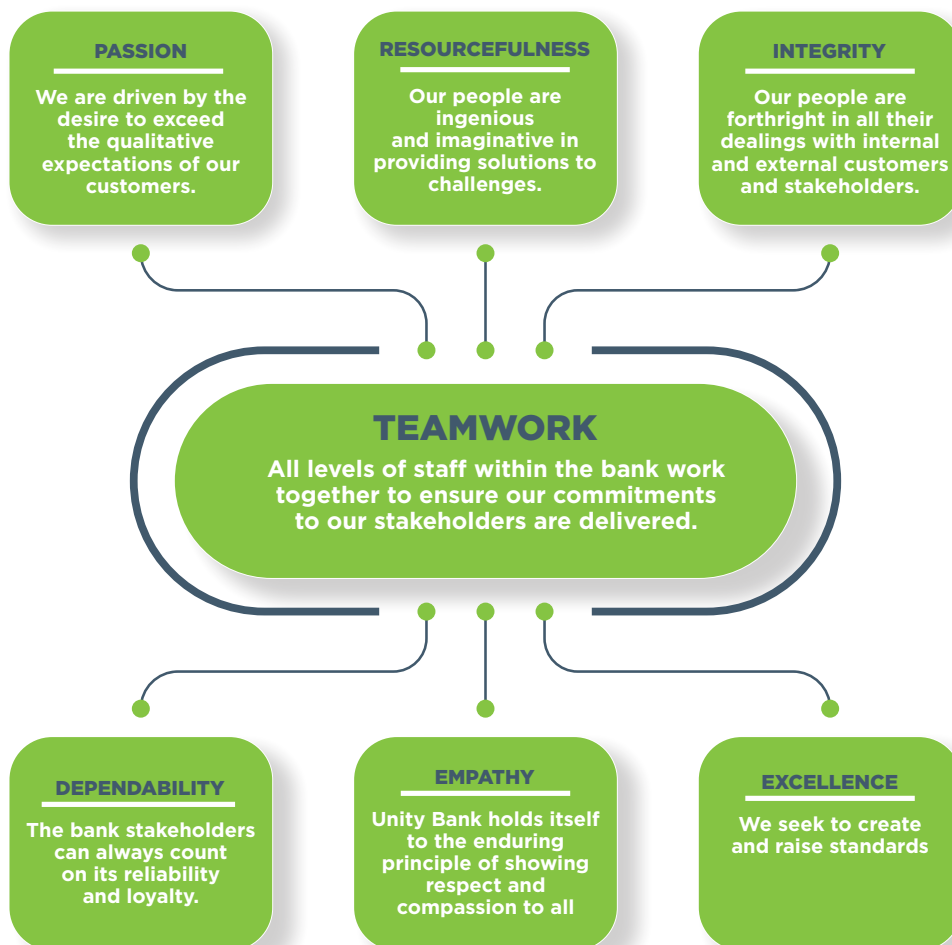 PASSION
We are driven by the
desire to exceed
the qualitative
expectations of our
customers.
RESOURCEFULNESS
Our people are
ingenious
and imaginative in
providing solutions to
challenges.
INTEGRITY
Our people are
forthright in all their
dealings with internal
and external customers
and stakeholders.
TEAMWORK
All levels of staff within the bank work
together to ensure our commitments
to our stakeholders are delivered.
DEPENDABILITY
The bank stakeholders
can always count
on its reliability
and loyalty.
EMPATHY
Unity Bank holds itself
to the enduring
principle of showing
respect and
compassion to all
EXCELLENCE
We seek to create
and raise standards